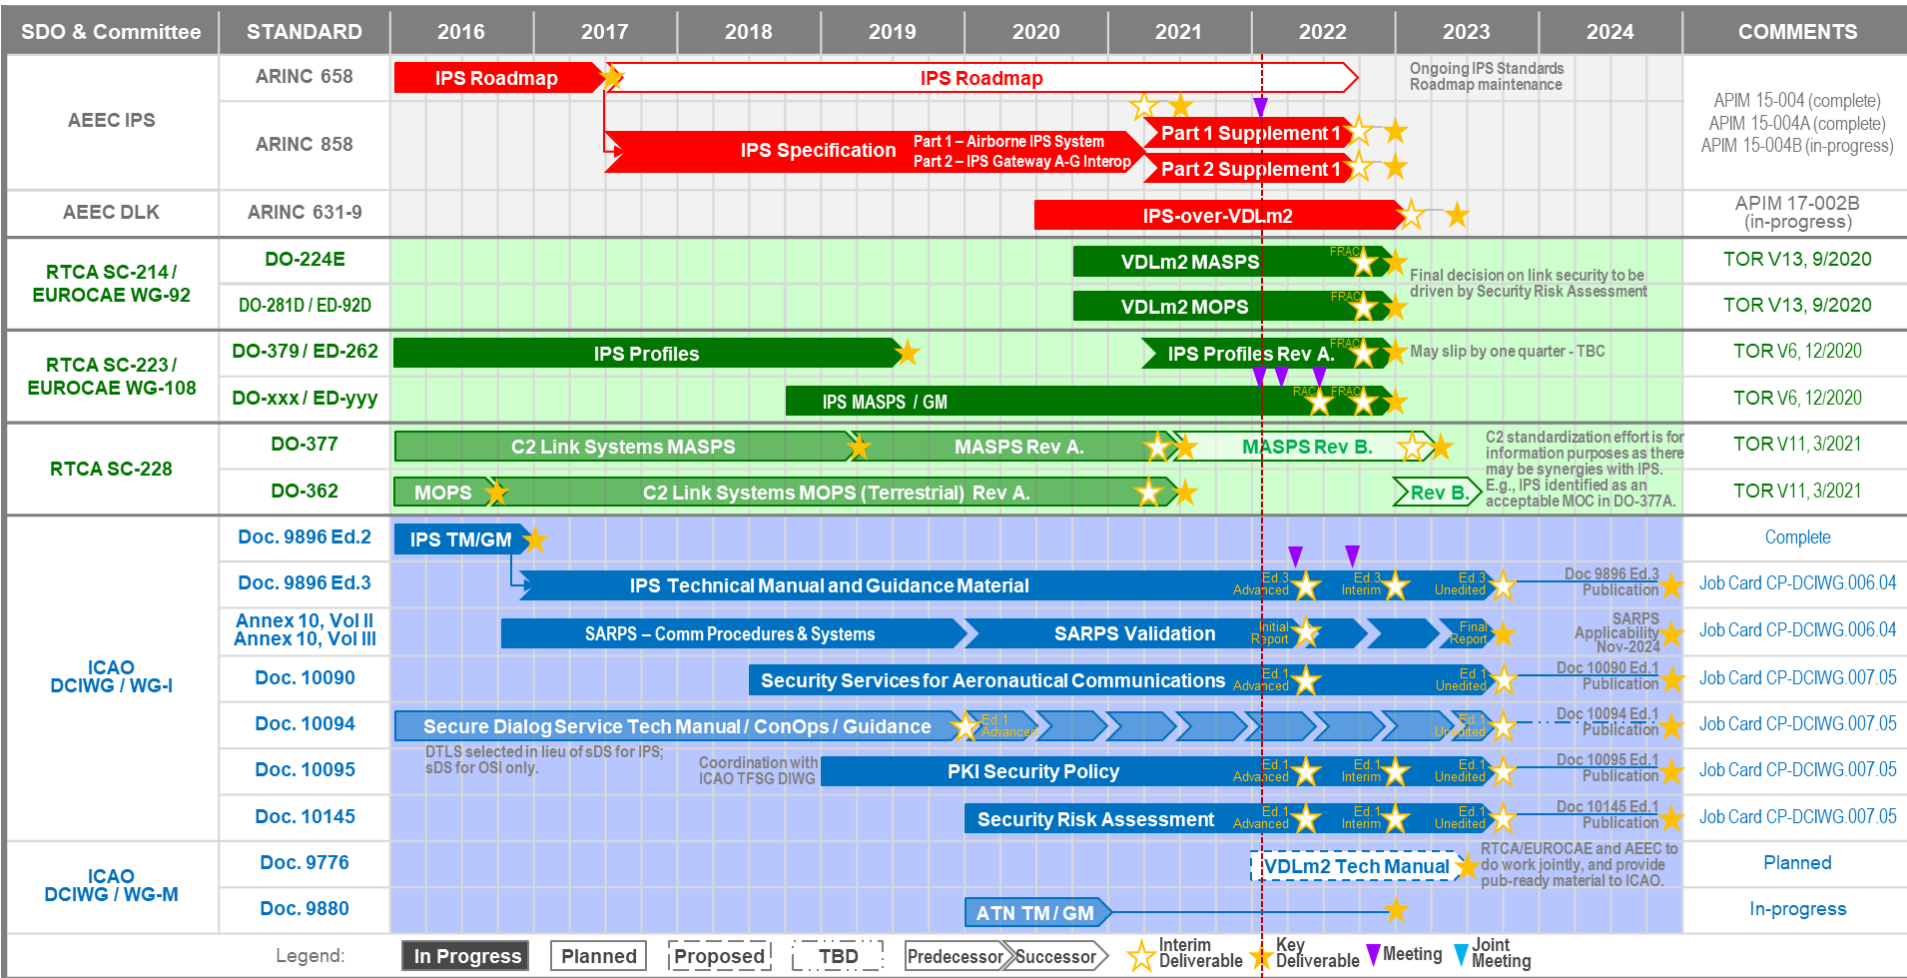 SDO & Committee STANDARD 2016 2017 2018 2019 2020 2021 2022 2023 2024 COMMENTS
AEEC IPS
ARINC 658
IPS Roadmap
IPS Roadmap
Ongoing IPS Standards
Roadmap maintenance
ARINC 858
IPS Specification
Part 1 – Airborne IPS System
Part 2 – IPS Gateway A-G Interop
Part 1 Supplement 1
Part 2 Supplement 1
APIM 15-004 (complete)
APIM 15-004A (complete)
APIM 15-004B (in-progress)
AEEC DLK
ARINC 631-9
IPS-over-VDLm2
APIM 17-002B
(in-progress)
RTCA SC-214 /
EUROCAE WG-92
DO-224E
VDLm2 MASPS
FRAC
TOR V13, 9/2020
Final decision on link security to be
driven by Security Risk Assessment
DO-281D / ED-92D
VDLm2 MOPS
FRAC
TOR V13, 9/2020
RTCA SC-223 /
EUROCAE WG-108
DO-379 / ED-262
IPS Profiles
IPS Profiles Rev A.
FRAC
May slip by one quarter - TBC
TOR V6, 12/2020
DO-xxx / ED-yyy
IPS MASPS / GM
RAC
FRAC
TOR V6, 12/2020
RTCA SC-228
DO-377
C2 Link Systems MASPS
MASPS Rev A.
MASPS Rev B.
C2 standardization effort is for
information purposes as there
may be synergies with IPS.
E.g., IPS identified as an
acceptable MOC in DO-377A.
TOR V11, 3/2021
DO-362
MOPS
C2 Link Systems MOPS (Terrestrial) Rev A.
Rev B.
TOR V11, 3/2021
ICAO
DCIWG / WG-I
Doc. 9896 Ed.2
IPS TM/GM
Complete
Doc. 9896 Ed.3
IPS Technical Manual and Guidance Material
Ed.3
Advanced
Ed.3
Interim
Ed.3
Unedited
Doc 9896 Ed.3
Publication
Job Card CP-DCIWG.006.04
Annex 10, Vol II
Annex 10, Vol III
SARPS – Comm Procedures & Systems
SARPS Validation
Initial
Report
Final
Report
SARPS
Applicability
Nov-2024
Job Card CP-DCIWG.006.04
Doc. 10090
Security Services for Aeronautical Communications
Ed.1
Advanced
Ed.1
Unedited
Doc 10090 Ed.1
Publication
Job Card CP-DCIWG.007.05
Doc. 10094
Secure Dialog Service Tech Manual / ConOps / Guidance
Ed.1
Advanced
Ed.1
Unedited
Doc 10094 Ed.1
Publication
Job Card CP-DCIWG.007.05
DTLS selected in lieu of sDS for IPS;
sDS for OSI only.
Doc. 10095
Coordination with
ICAO TFSG DIWG
PKI Security Policy
Ed.1
Advanced
Ed.1
Interim
Ed.1
Unedited
Doc 10095 Ed.1
Publication
Job Card CP-DCIWG.007.05
Doc. 10145
Security Risk Assessment
Ed.1
Advanced
Ed.1
Interim
Ed.1
Unedited
Doc 10145 Ed.1
Publication
Job Card CP-DCIWG.007.05
ICAO
DCIWG / WG-M
Doc. 9776
VDLm2 Tech Manual
RTCA/EUROCAE and AEEC to
do work jointly, and provide
pub-ready material to ICAO.
Planned
Doc. 9880
ATN TM / GM
In-progress
Legend: In Progress Planned Proposed TBD Predecessor Successor
Interim
Deliverable
Key
Deliverable
Meeting
Joint
Meeting